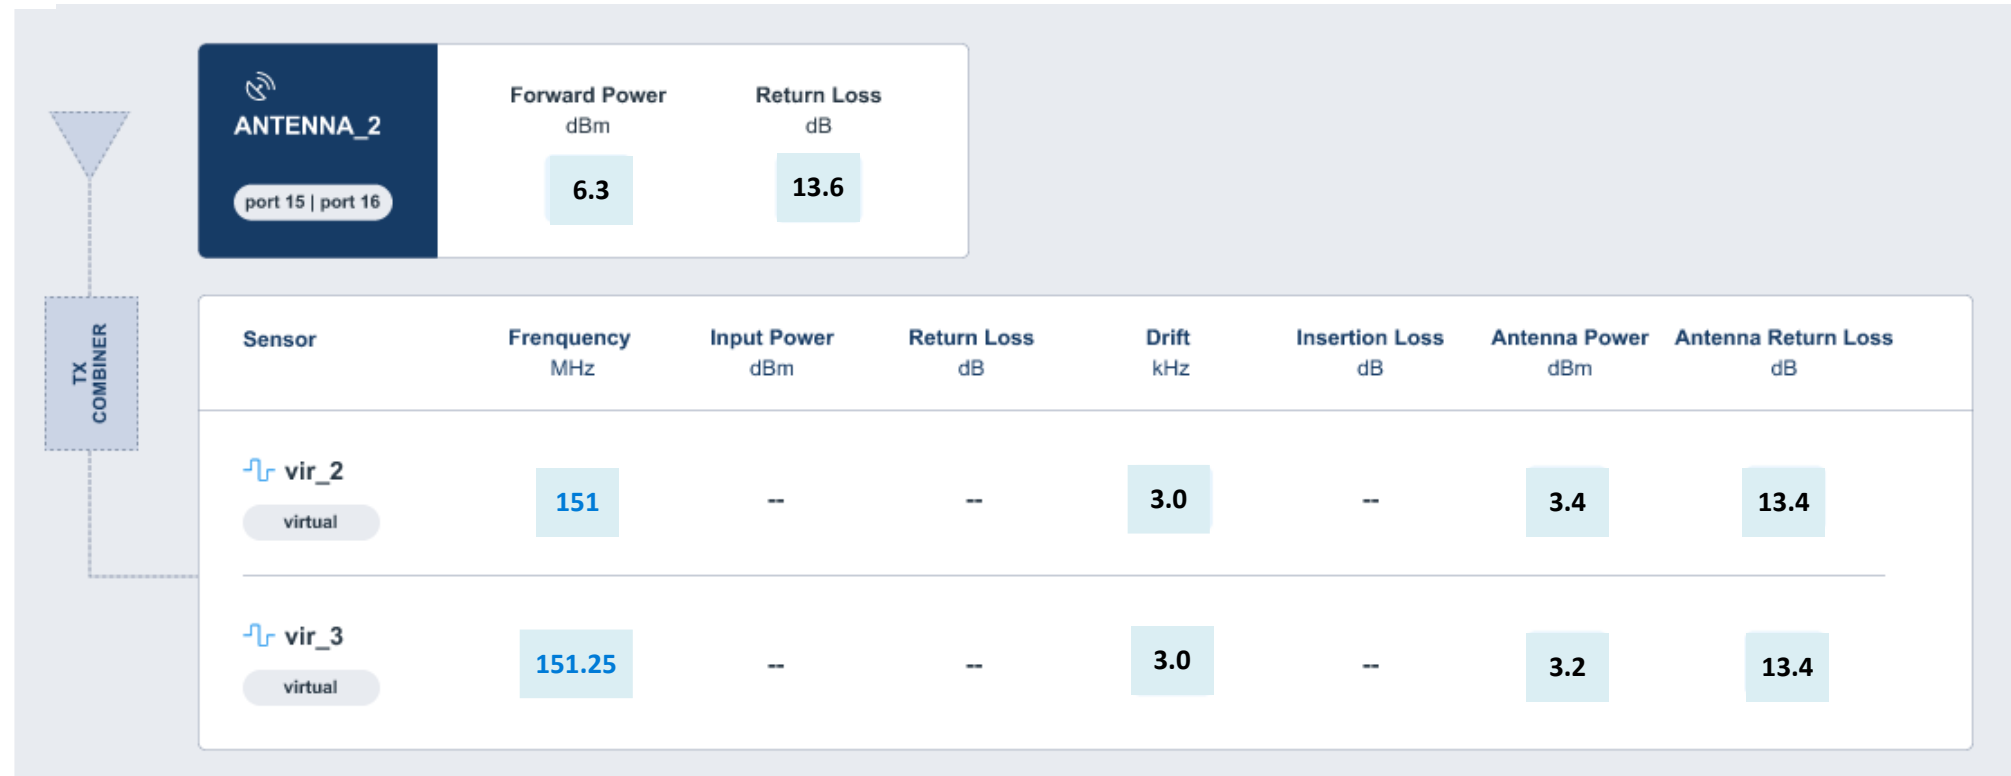 ANTENNA_2
port 15 | port 16
Forward Power
dBm
6.3
Return Loss
dB
13.6
TX
COMBINER
Sensor
Frenquency
MHz
Input Power
dBm
Return Loss
dB
Drift
kHz
Insertion Loss
dB
Antenna Power
dBm
Antenna Return Loss
dB
vir_2
virtual
151
--
--
3.0
--
3.4
13.4
vir_3
virtual
151.25
--
--
3.0
--
3.2
13.4